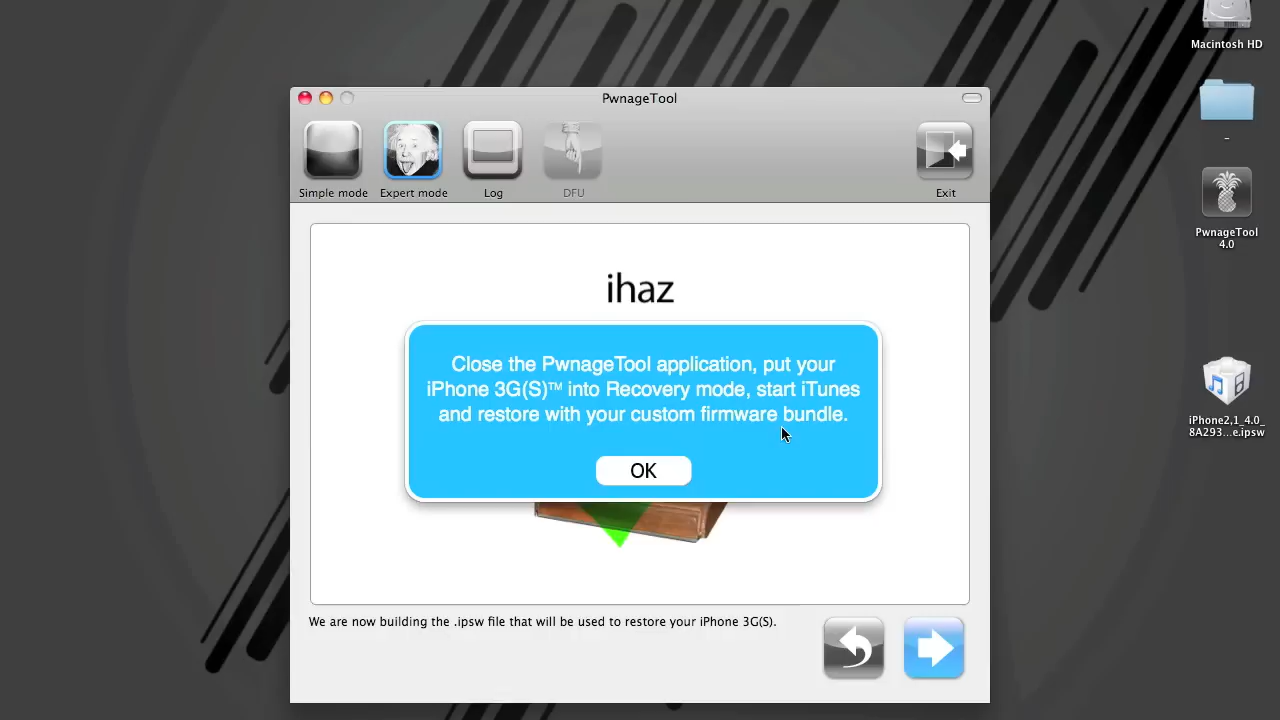 PwnageTool
Simple mode
Expert mode
Log
DFU
Exit
ihaz
Close the PwnageTool application, put your
iPhone 3G(S)™ into Recovery mode, start iTunes
and restore with your custom firmware bundle.
OK
We are now building the .ipsw file that will be used to restore your iPhone 3G(S).
Macintosh HD
-
PwnageTool
4.0
iPhone2,1_4.0_
8A293...e.ipsw